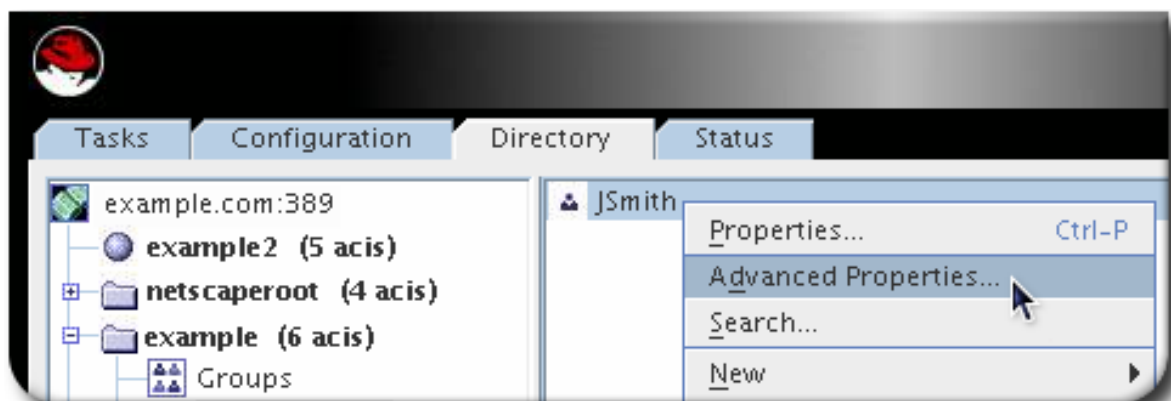 Tasks Configuration Directory Status
example.com:389
example2 (5 acis)
netscaperoot (4 acis)
example (6 acis)
Groups
JSmith
Properties... Ctrl-P
Advanced Properties...
Search...
New